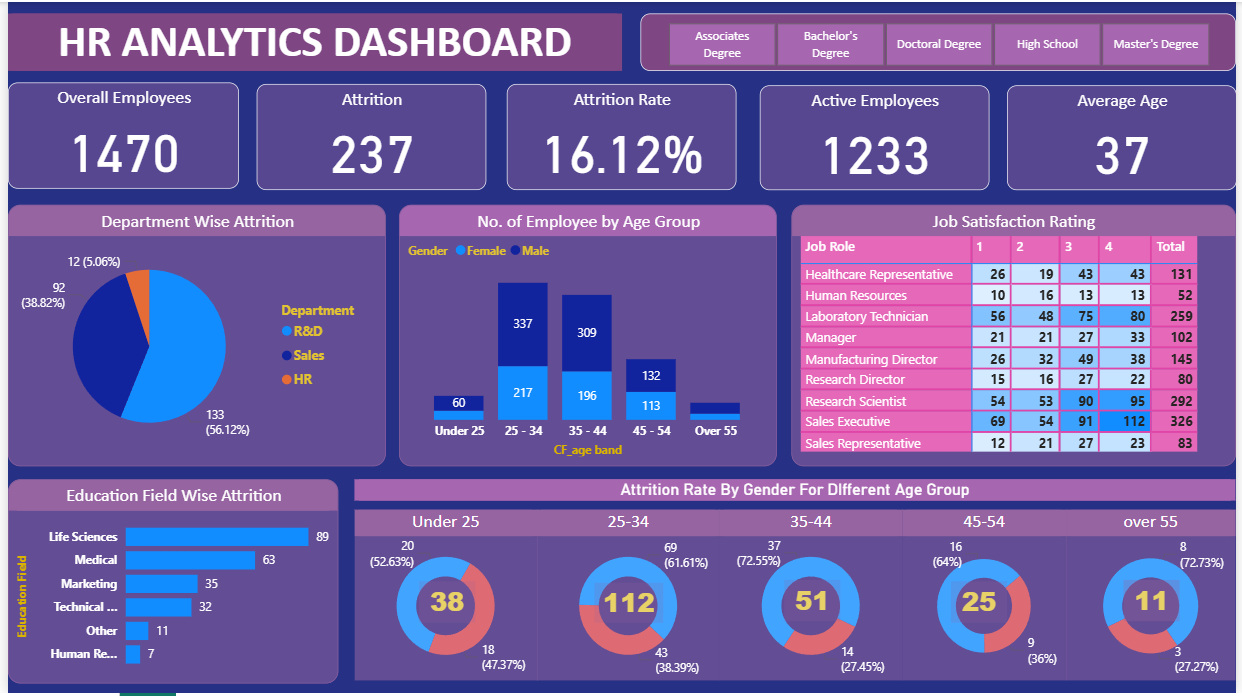 HR ANALYTICS DASHBOARD
Associates
Degree
Bachelor's
Degree
Doctoral Degree
High School
Master's Degree
Overall Employees
1470
Attrition
237
Attrition Rate
16.12%
Active Employees
1233
Average Age
37
Department Wise Attrition
12 (5.06%)
92
(38.82%)
133
(56.12%)
Department
R&D
Sales
HR
No. of Employee by Age Group
Gender Female Male
337 309
132
60 217 196 113
Under 25 25 - 34 35 - 44 45 - 54 Over 55
CF_age band
Job Satisfaction Rating
Job Role 1 2 3 4 Total
Healthcare Representative 26 19 43 43 131
Human Resources 10 16 13 13 52
Laboratory Technician 56 48 75 80 259
Manager 21 21 27 33 102
Manufacturing Director 26 32 49 38 145
Research Director 15 16 27 22 80
Research Scientist 54 53 90 95 292
Sales Executive 69 54 91 112 326
Sales Representative 12 21 27 23 83
Education Field Wise Attrition
Education Field
Life Sciences 89
Medical 63
Marketing 35
Technical ... 32
Other 11
Human Re... 7
Attrition Rate By Gender For DIfferent Age Group
Under 25
20
(52.63%)
38
18
(47.37%)
25-34
69
(61.61%)
112
43
(38.39%)
35-44
37
(72.55%)
51
14
(27.45%)
45-54
16
(64%)
25
9
(36%)
over 55
8
(72.73%)
11
3
(27.27%)